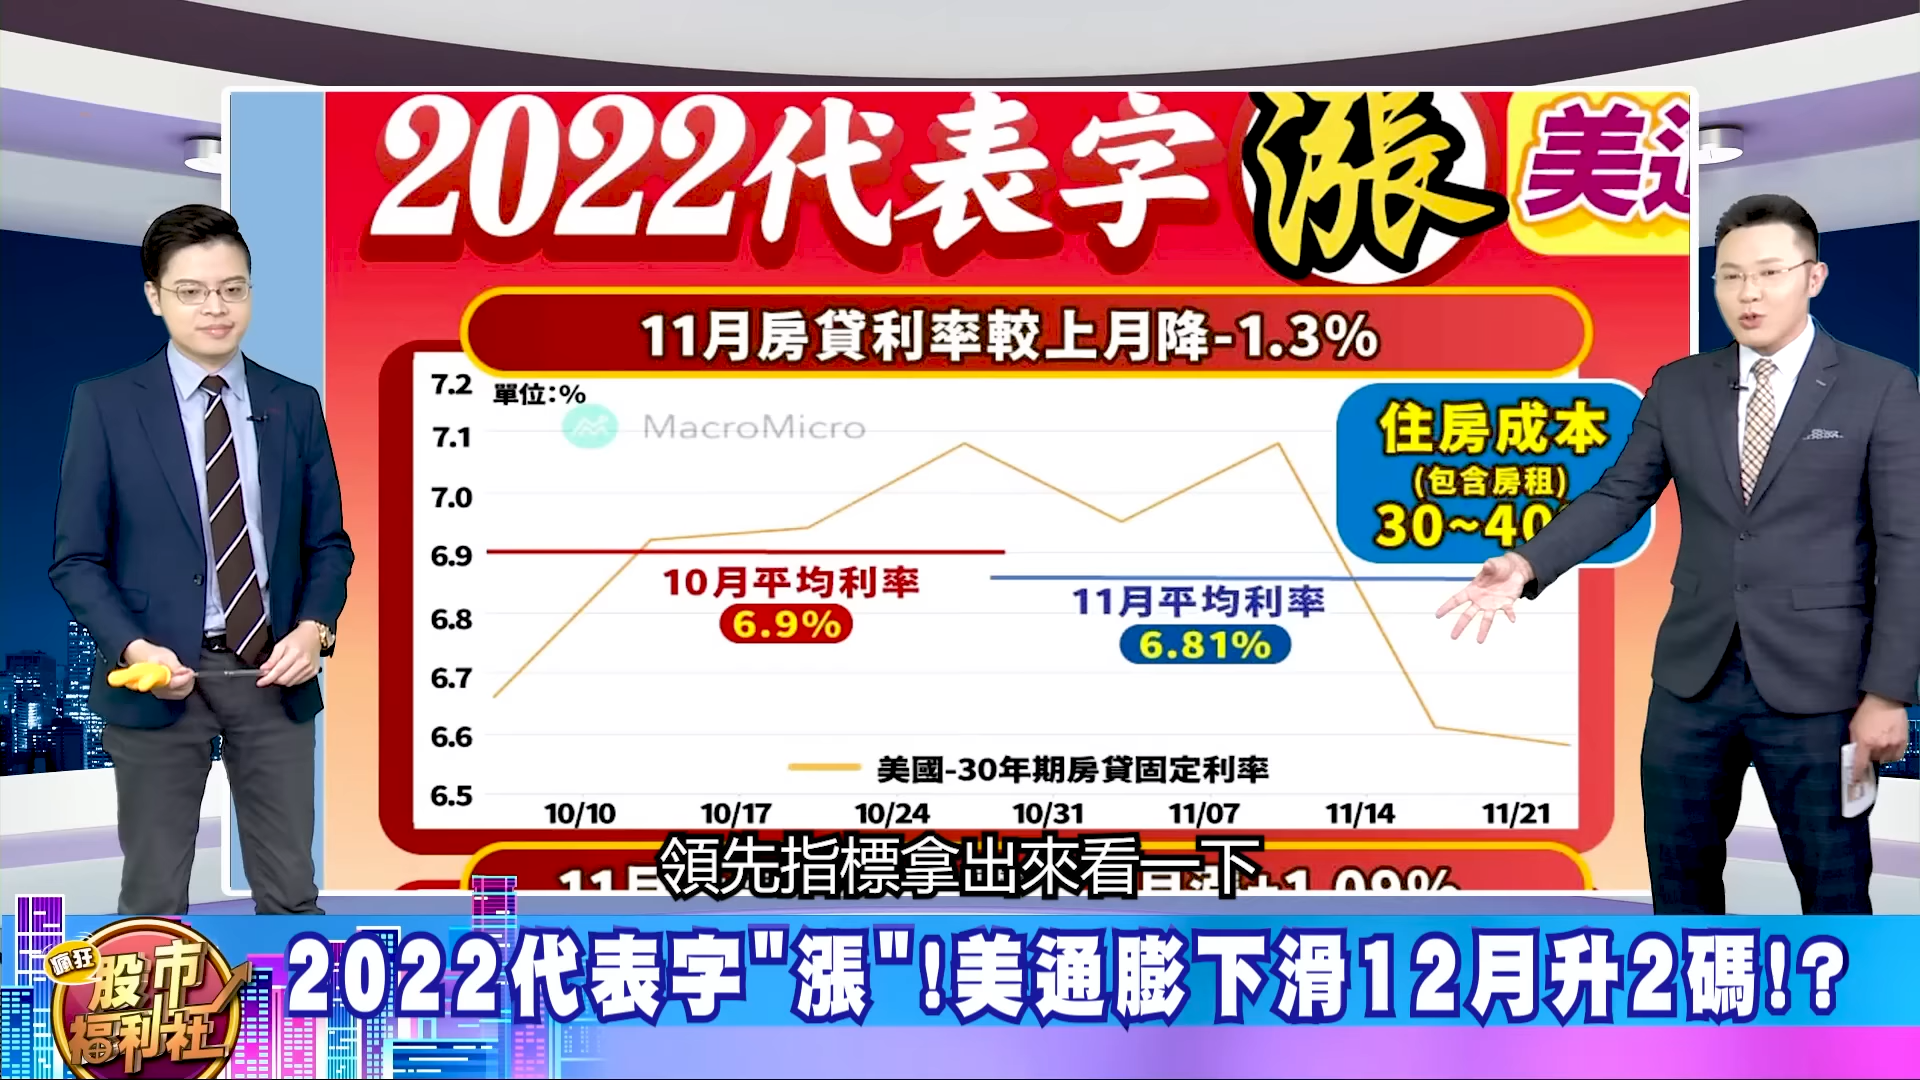 2022代表字 漲 美通
11月房貸利率較上月降-1.3%
7.2
單位:%
MacroMicro
7.1
7.0
6.9
6.8
6.7
6.6
6.5
住房成本
(包含房租)
30~40
10月平均利率
6.9%
11月平均利率
6.81%
美國-30年期房貸固定利率
10/10 10/17 10/24 10/31 11/07 11/14 11/21
領先指標拿出來看一下
瘋狂
股市
福利社
2022代表字"漲"!美通膨下滑12月升2碼!?